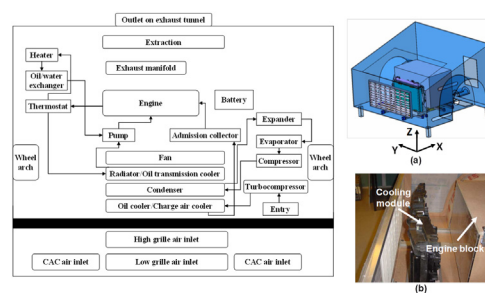 Outlet on exhaust tunnel
Extraction
Heater
Exhaust manifold
Oil/water
exchanger
Battery
Engine
Thermostat
Expander
Pump
Admission collector
Evaporator
Wheel
arch
Fan
Compressor
Wheel
arch
Radiator/Oil transmission cooler
Condenser
Turbocompressor
Oil cooler/Charge air cooler
Entry
High grille air inlet
CAC air inlet
Low grille air inlet
CAC air inlet
Z
Y
X
(a)
Cooling
module
Engine block
(b)